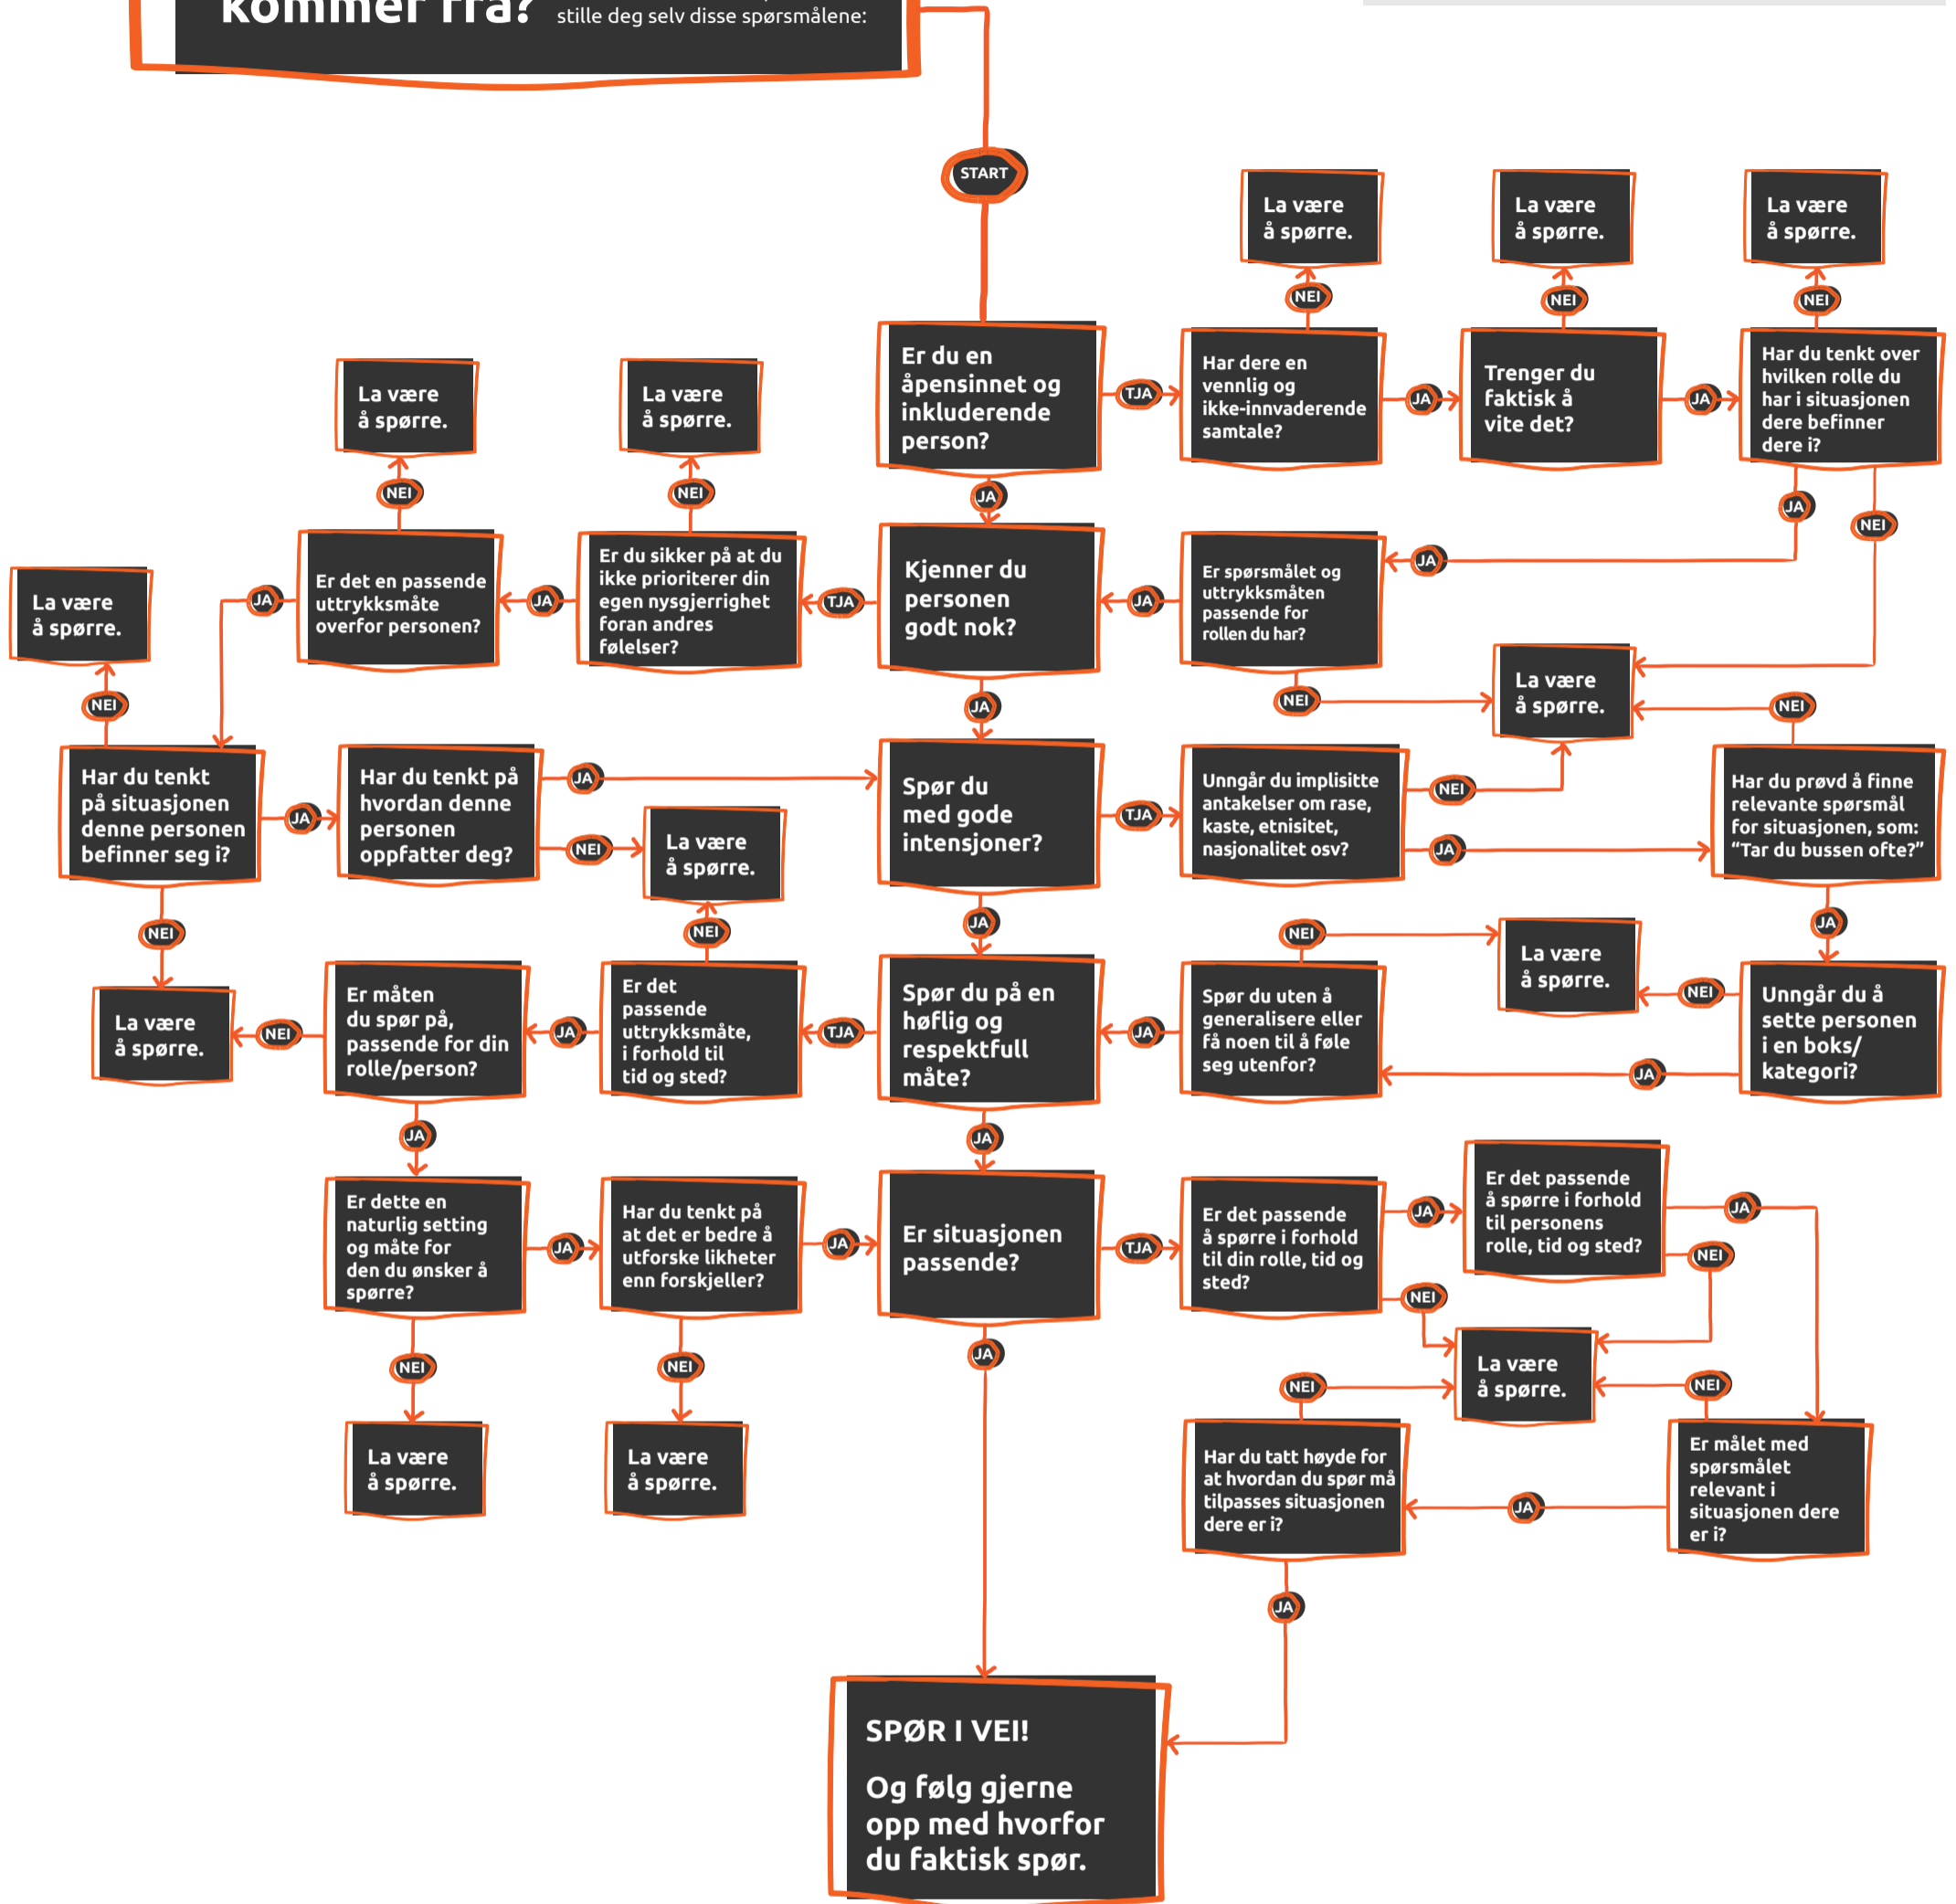 kommer fra?
stille deg selv disse spørsmålene:
START
La være
å spørre.
La være
å spørre.
La være
å spørre.
NEI
NEI
NEI
Er du en
åpensinnet og
inkluderende
person?
TJA
Har dere en
vennlig og
ikke-innvaderende
samtale?
JA
Trenger du
faktisk å
vite det?
JA
Har du tenkt over
hvilken rolle du
har i situasjonen
dere befinner
dere i?
La være
å spørre.
La være
å spørre.
NEI
NEI
JA
JA
NEI
La være
å spørre.
JA
Er det en passende
uttrykksmåte
overfor personen?
JA
Er du sikker på at du
ikke prioriterer din
egen nysgjerrighet
foran andres
følelser?
TJA
Kjenner du
personen
godt nok?
JA
Er spørsmålet og
uttrykksmåten
passende for
rollen du har?
JA
NEI
JA
NEI
La være
å spørre.
NEI
Har du tenkt
på situasjonen
denne personen
befinner seg i?
JA
Har du tenkt på
hvordan denne
personen
oppfatter deg?
JA
NEI
La være
å spørre.
Spør du
med gode
intensjoner?
TJA
Unngår du implisitte
antakelser om rase,
kaste, etnisitet,
nasjonalitet osv?
NEI
JA
Har du prøvd å finne
relevante spørsmål
for situasjonen, som:
“Tar du bussen ofte?”
NEI
NEI
JA
NEI
JA
La være
å spørre.
La være
å spørre.
NEI
Er måten
du spør på,
passende for din
rolle/person?
JA
Er det
passende
uttrykksmåte,
i forhold til
tid og sted?
TJA
Spør du på en
høflig og
respektfull
måte?
JA
Spør du uten å
generalisere eller
få noen til å føle
seg utenfor?
NEI
JA
Unngår du å
sette personen
i en boks/
kategori?
JA
JA
Er dette en
naturlig setting
og måte for
den du ønsker å
spørre?
JA
Har du tenkt på
at det er bedre å
utforske likheter
enn forskjeller?
JA
Er situasjonen
passende?
TJA
Er det passende
å spørre i forhold
til din rolle, tid og
sted?
JA
NEI
Er det passende
å spørre i forhold
til personens
rolle, tid og sted?
JA
NEI
NEI
NEI
JA
NEI
La være
å spørre.
NEI
La være
å spørre.
La være
å spørre.
Har du tatt høyde for
at hvordan du spør må
tilpasses situasjonen
dere er i?
JA
Er målet med
spørsmålet
relevant i
situasjonen dere
er i?
JA
SPØR I VEI!
Og følg gjerne
opp med hvorfor
du faktisk spør.